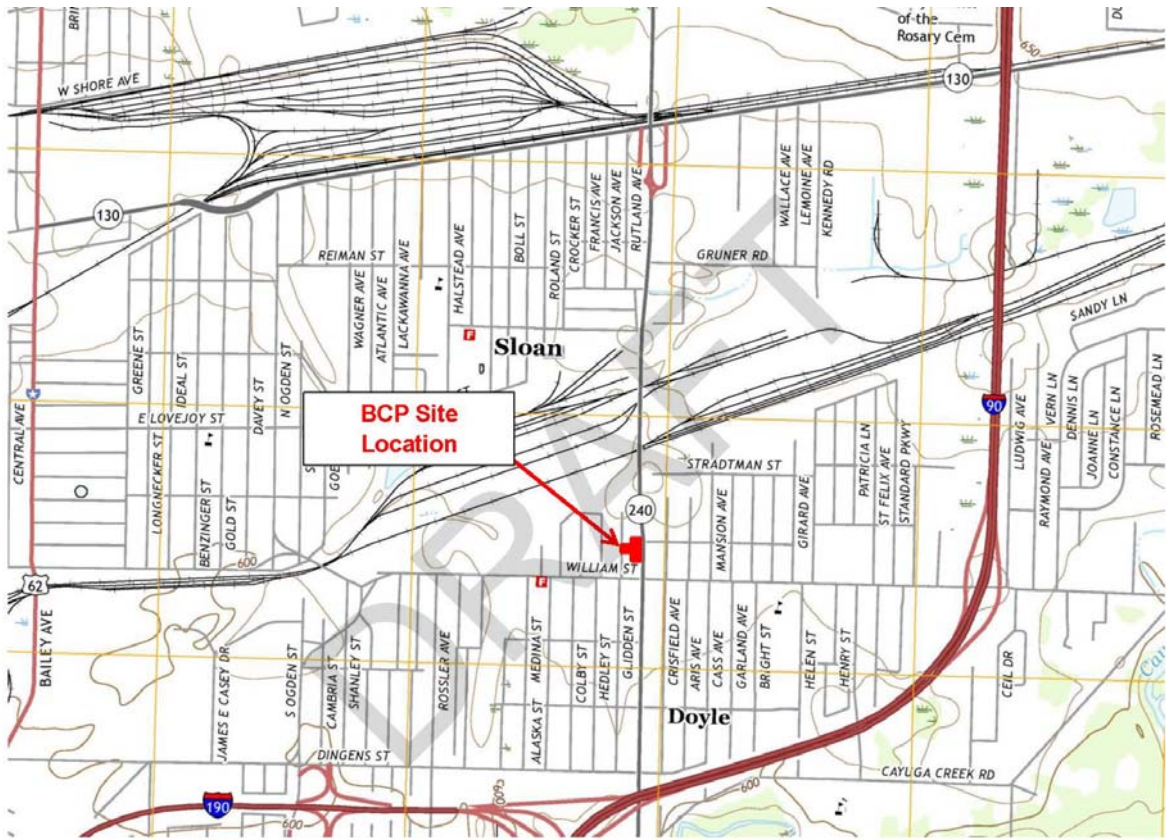 of the
Rosary Cem
650
W SHORE AVE
130
130
WALLACE AVE
LEMOINE AVE
KENNEDY RD
BOLL ST
ROLAND ST
CROCKER ST
FRANCIS AVE
JACKSON AVE
RUTLAND AVE
REIMAN ST
WAGNER AVE
ATLANTIC AVE
LACKAWANNA AVE
HALSTEAD AVE
GRUNER RD
F
Sloan
SANDY LN
GREENE ST
IDEAL ST
DAVEY ST
N OGDEN ST
E LOVEJOY ST
BCP Site
Location
DRAFT
90
LUDWIG AVE
VERN LN
DENNIS LN
JOANNE LN
CONSTANCE LN
ROSEMEAD LN
CENTRAL AVE
LONGNECKER ST
BENZINGER ST
GOLD ST
STRADTMAN ST
PATRICIA LN
ST FELIX AVE
STANDARD PKWY
RAYMOND AVE
240
MANSION AVE
GIRARD AVE
600
WILLIAM ST
F
62
BAILEY AVE
JAMES E CASEY DR
S OGDEN ST
CAMBRIA ST
SHANLEY ST
ROSSLER AVE
ALASKA ST
MEDINA ST
COLBY ST
HEDLEY ST
GLIDDEN ST
CRISFIELD AVE
ARIS AVE
CASS AVE
GARLAND AVE
BRIGHT ST
HELEN ST
HENRY ST
CEIL DR
Doyle
DINGENS ST
CAYUGA CREEK RD
190
600
600
600